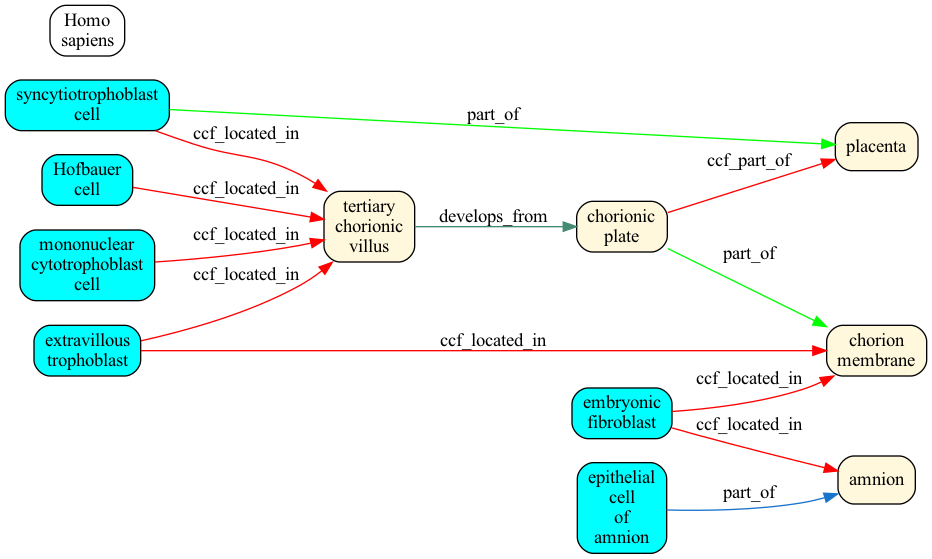 Homo
sapiens
syncytiotrophoblast
cell
part_of
ccf_located_in
Hofbauer
cell
ccf_located_in
mononuclear
cytotrophoblast
cell
ccf_located_in
ccf_located_in
extravillous
trophoblast
ccf_located_in
tertiary
chorionic
villus
develops_from
chorionic
plate
ccf_part_of
placenta
part_of
chorion
membrane
embryonic
fibroblast
ccf_located_in
ccf_located_in
epithelial
cell
of
amnion
part_of
amnion